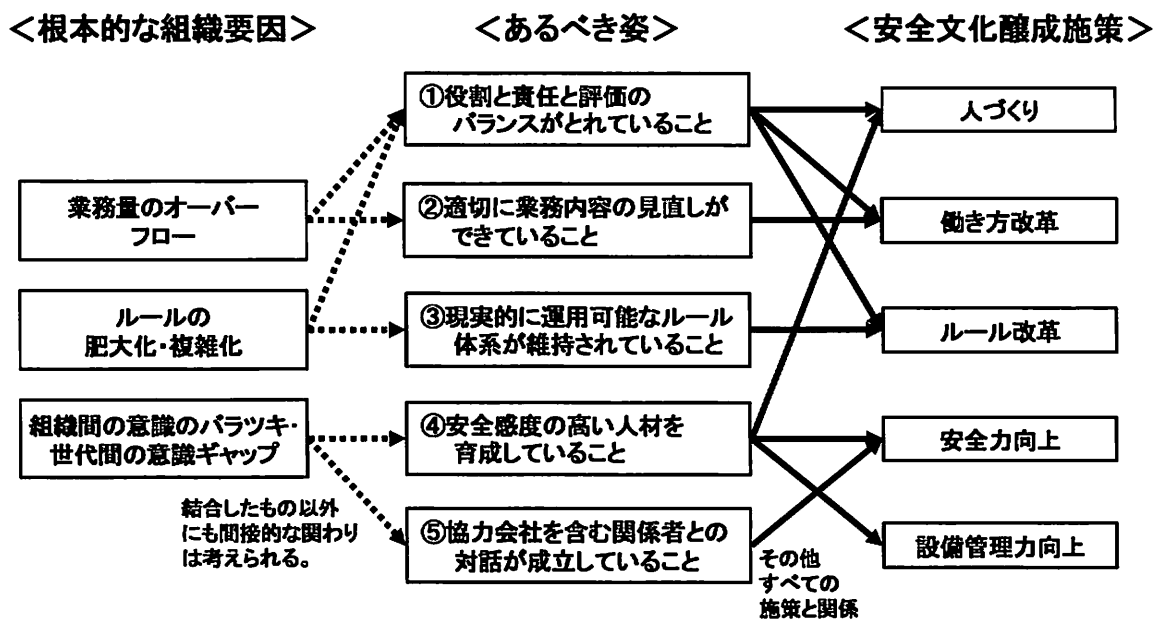 ＜根本的な組織要因＞
＜あるべき姿＞
＜安全文化醸成施策＞
業務量のオーバー
フロー
ルールの
肥大化・複雑化
組織間の意識のバラツキ・
世代間の意識ギャップ
結合したもの以外
にも間接的な関わり
は考えられる。
①役割と責任と評価の
バランスがとれていること
②適切に業務内容の見直しが
できていること
③現実的に運用可能なルール
体系が維持されていること
④安全感度の高い人材を
育成していること
⑤協力会社を含む関係者との
対話が成立していること
その他
すべての
施策と関係
人づくり
働き方改革
ルール改革
安全力向上
設備管理力向上